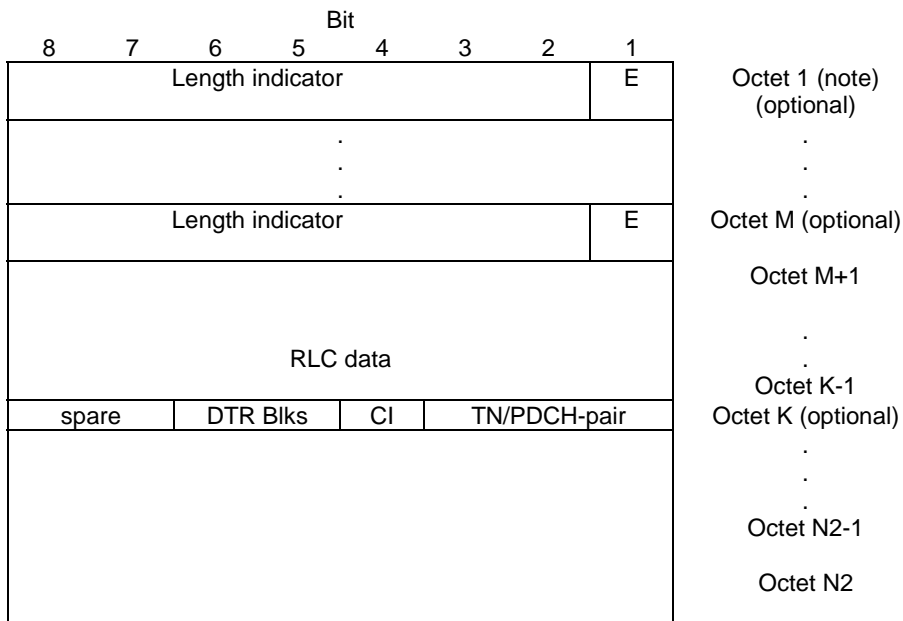 Bit
8 7 6 5 4 3 2 1
Length indicator E Octet 1 (note)
(optional)
.
.
.
.
.
.
Length indicator E Octet M (optional)
Octet M+1
.
RLC data .
Octet K-1
spare DTR Blks CI TN/PDCH-pair Octet K (optional)
.
.
.
Octet N2-1
Octet N2